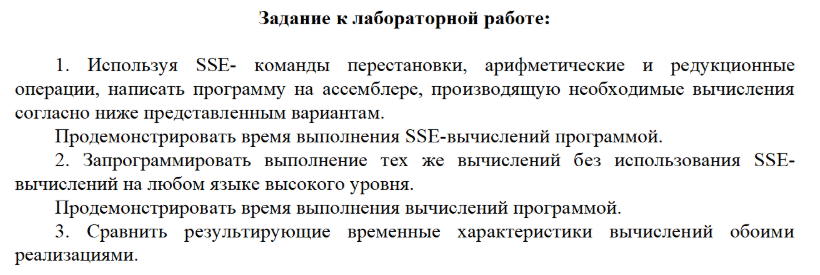 Задание к лабораторной работе:
1. Используя SSE- команды перестановки, арифметические и редукционные
операции, написать программу на ассемблере, производящую необходимые вычисления
согласно ниже представленным вариантам.
Продемонстрировать время выполнения SSE-вычислений программой.
2. Запрограммировать выполнение тех же вычислений без использования SSE-
вычислений на любом языке высокого уровня.
Продемонстрировать время выполнения вычислений программой.
3. Сравнить результирующие временные характеристики вычислений обоими
реализациями.